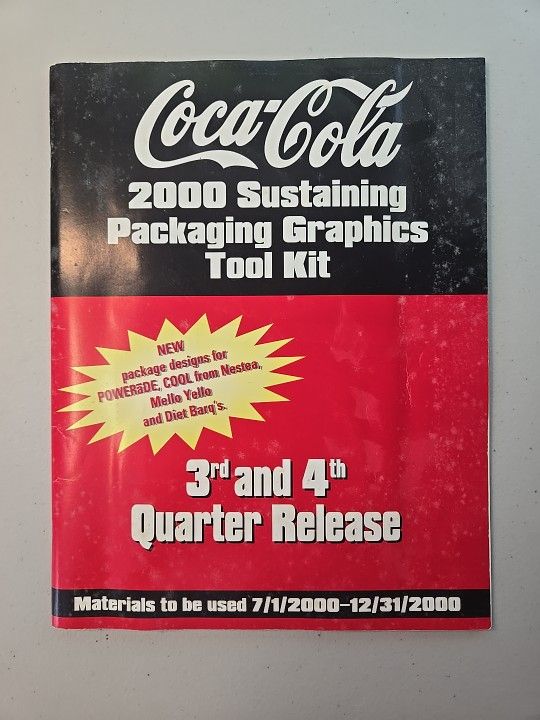 Coca-Cola
2000 Sustaining
Packaging Graphics
Tool Kit
NEW
package designs for
POWERāDE, COOL from Nestea,
Mello Yello
and Diet Barq's.
3rd and 4th
Quarter Release
Materials to be used 7/1/2000–12/31/2000